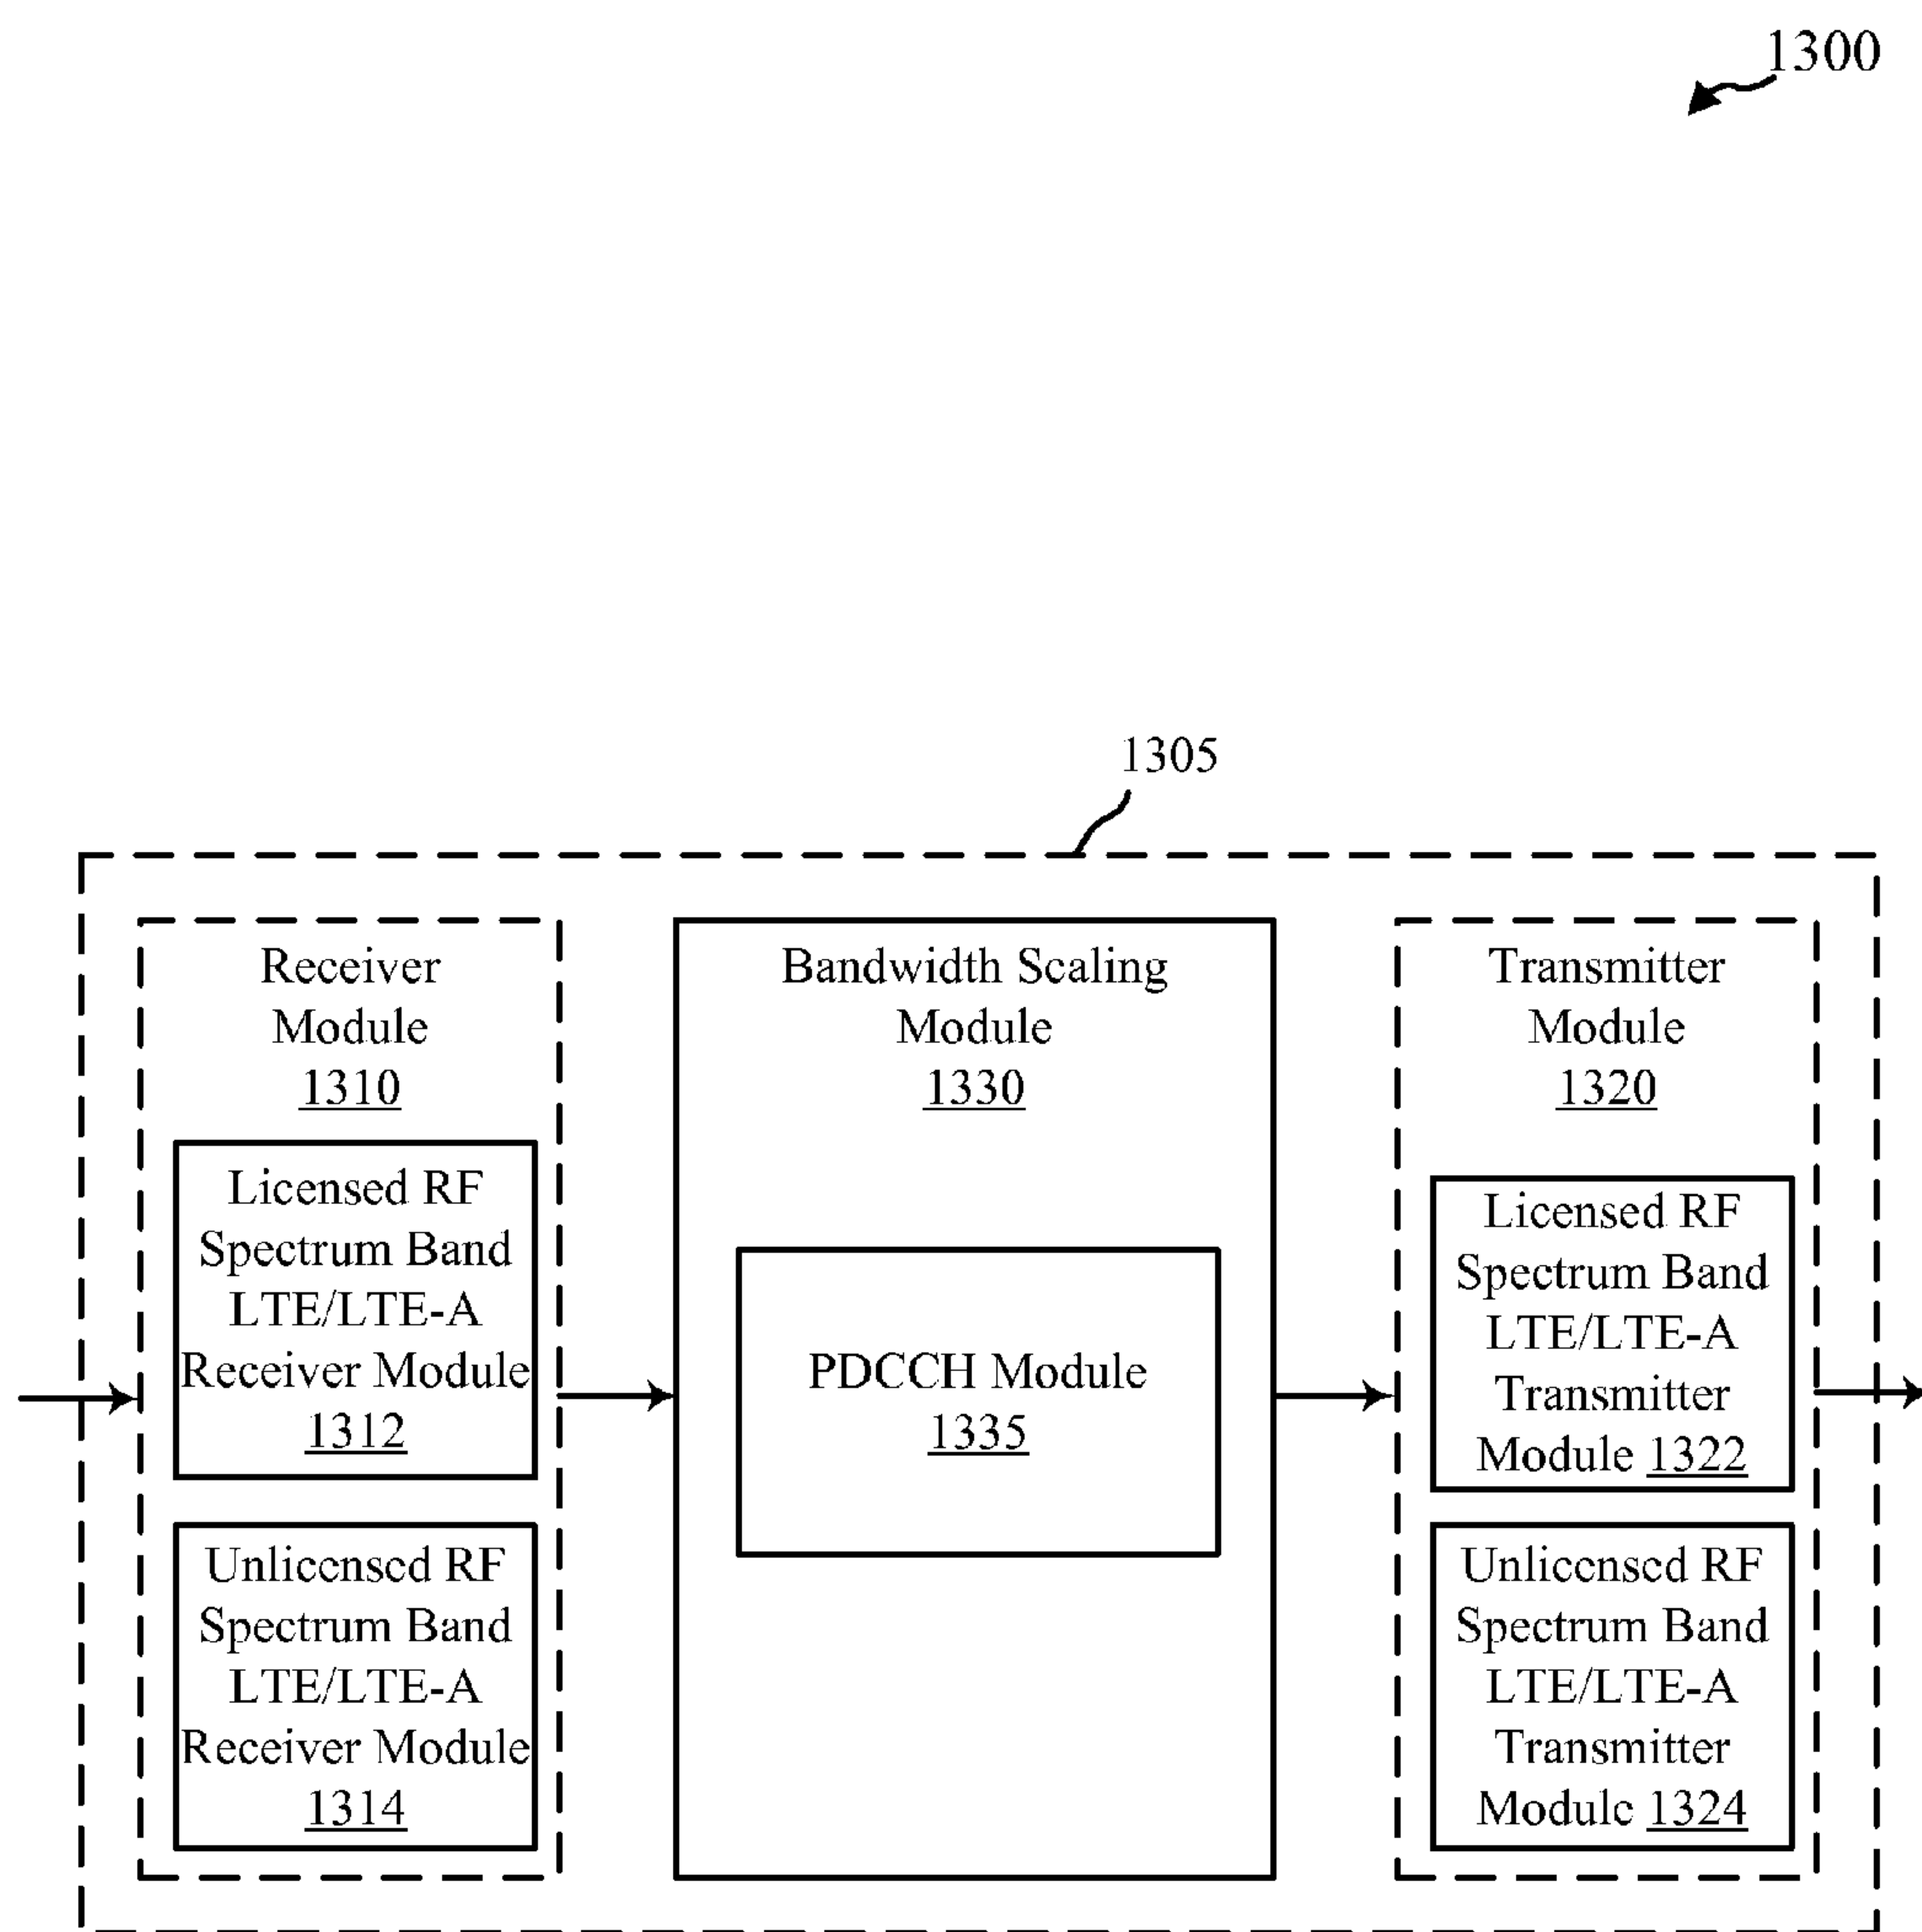 1300
1305
Receiver
Module
1310
Licensed RF
Spectrum Band
LTE/LTE-A
Receiver Module
1312
Unlicensed RF
Spectrum Band
LTE/LTE-A
Receiver Module
1314
Bandwidth Scaling
Module
1330
PDCCH Module
1335
Transmitter
Module
1320
Licensed RF
Spectrum Band
LTE/LTE-A
Transmitter
Module 1322
Unlicensed RF
Spectrum Band
LTE/LTE-A
Transmitter
Module 1324